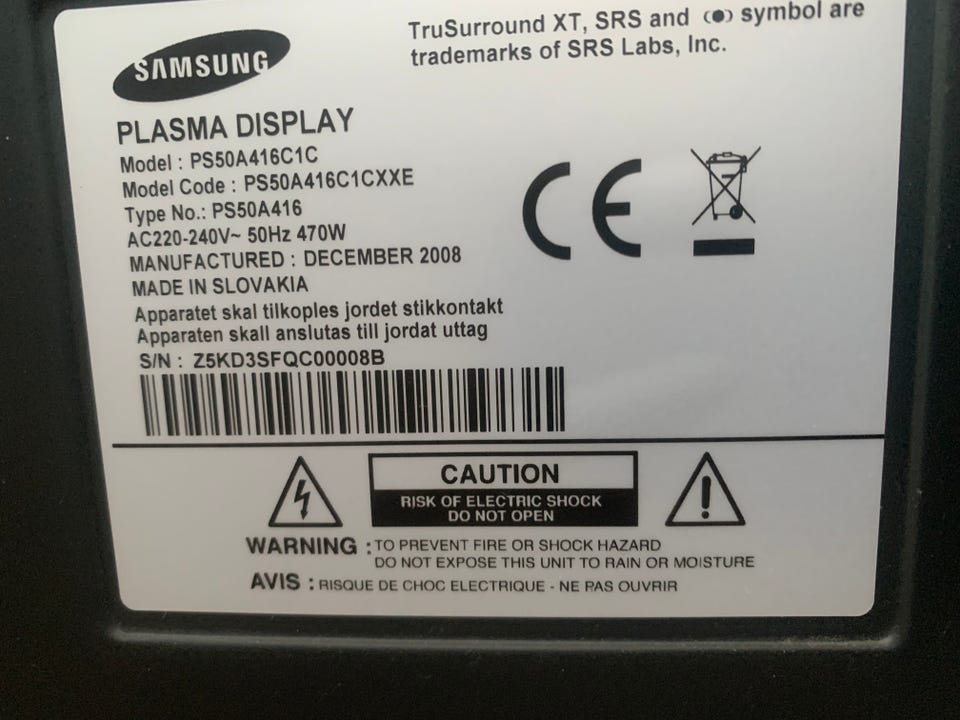 TruSurround XT, SRS and (●) symbol are
trademarks of SRS Labs, Inc.
SAMSUNG
PLASMA DISPLAY
Model : PS50A416C1C
Model Code : PS50A416C1CXXE
Type No.: PS50A416
AC220-240V~ 50Hz 470W
MANUFACTURED : DECEMBER 2008
MADE IN SLOVAKIA
Apparatet skal tilkoples jordet stikkontakt
Apparaten skall anslutas till jordat uttag
S/N : Z5KD3SFQC00008B
CE
CAUTION
RISK OF ELECTRIC SHOCK
DO NOT OPEN
WARNING : TO PREVENT FIRE OR SHOCK HAZARD
DO NOT EXPOSE THIS UNIT TO RAIN OR MOISTURE
AVIS : RISQUE DE CHOC ELECTRIQUE - NE PAS OUVRIR